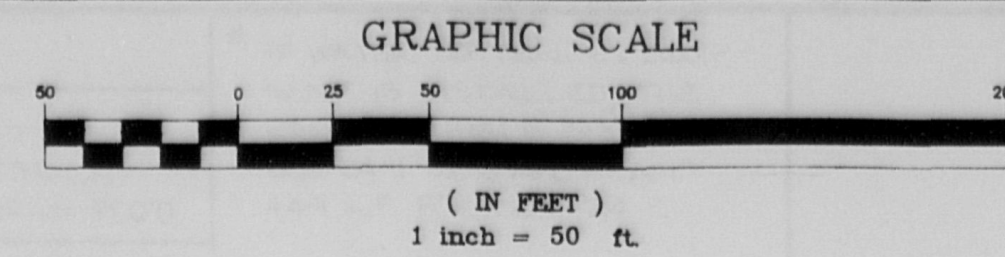 GRAPHIC SCALE
50 0 25 50 100
( IN FEET )
1 inch = 50 ft.